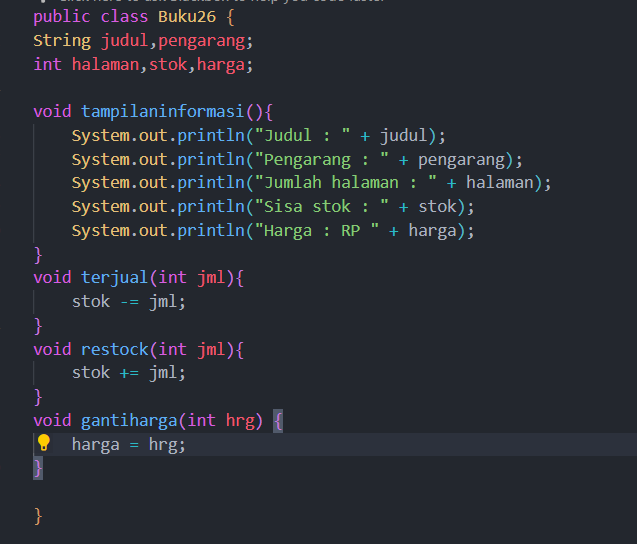 public class Buku26 {
String judul,pengarang;
int halaman,stok,harga;
void tampilaninformasi(){
System.out.println("Judul : " + judul);
System.out.println("Pengarang : " + pengarang);
System.out.println("Jumlah halaman : " + halaman);
System.out.println("Sisa stok : " + stok);
System.out.println("Harga : RP " + harga);
}
void terjual(int jml){
stok -= jml;
}
void restock(int jml){
stok += jml;
}
void gantiharga(int hrg) {
harga = hrg;
}
}